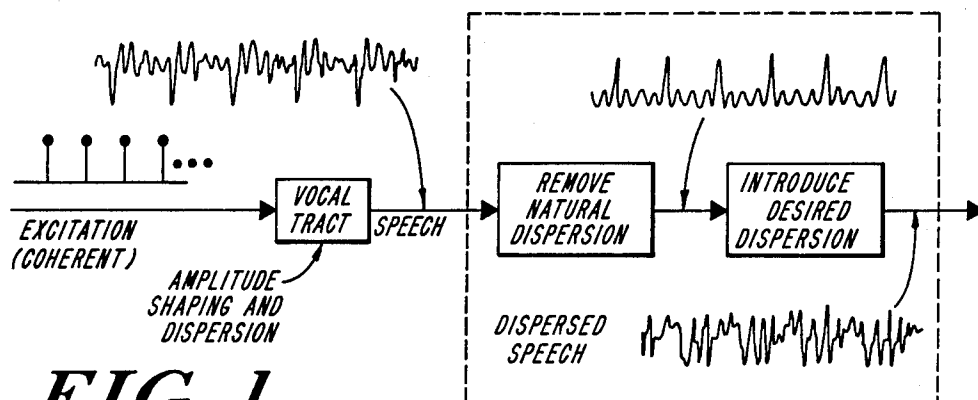 EXCITATION
(COHERENT)
VOCAL
TRACT
AMPLITUDE
SHAPING AND
DISPERSION
SPEECH
REMOVE
NATURAL
DISPERSION
INTRODUCE
DESIRED
DISPERSION
DISPERSED
SPEECH
FIG. 1